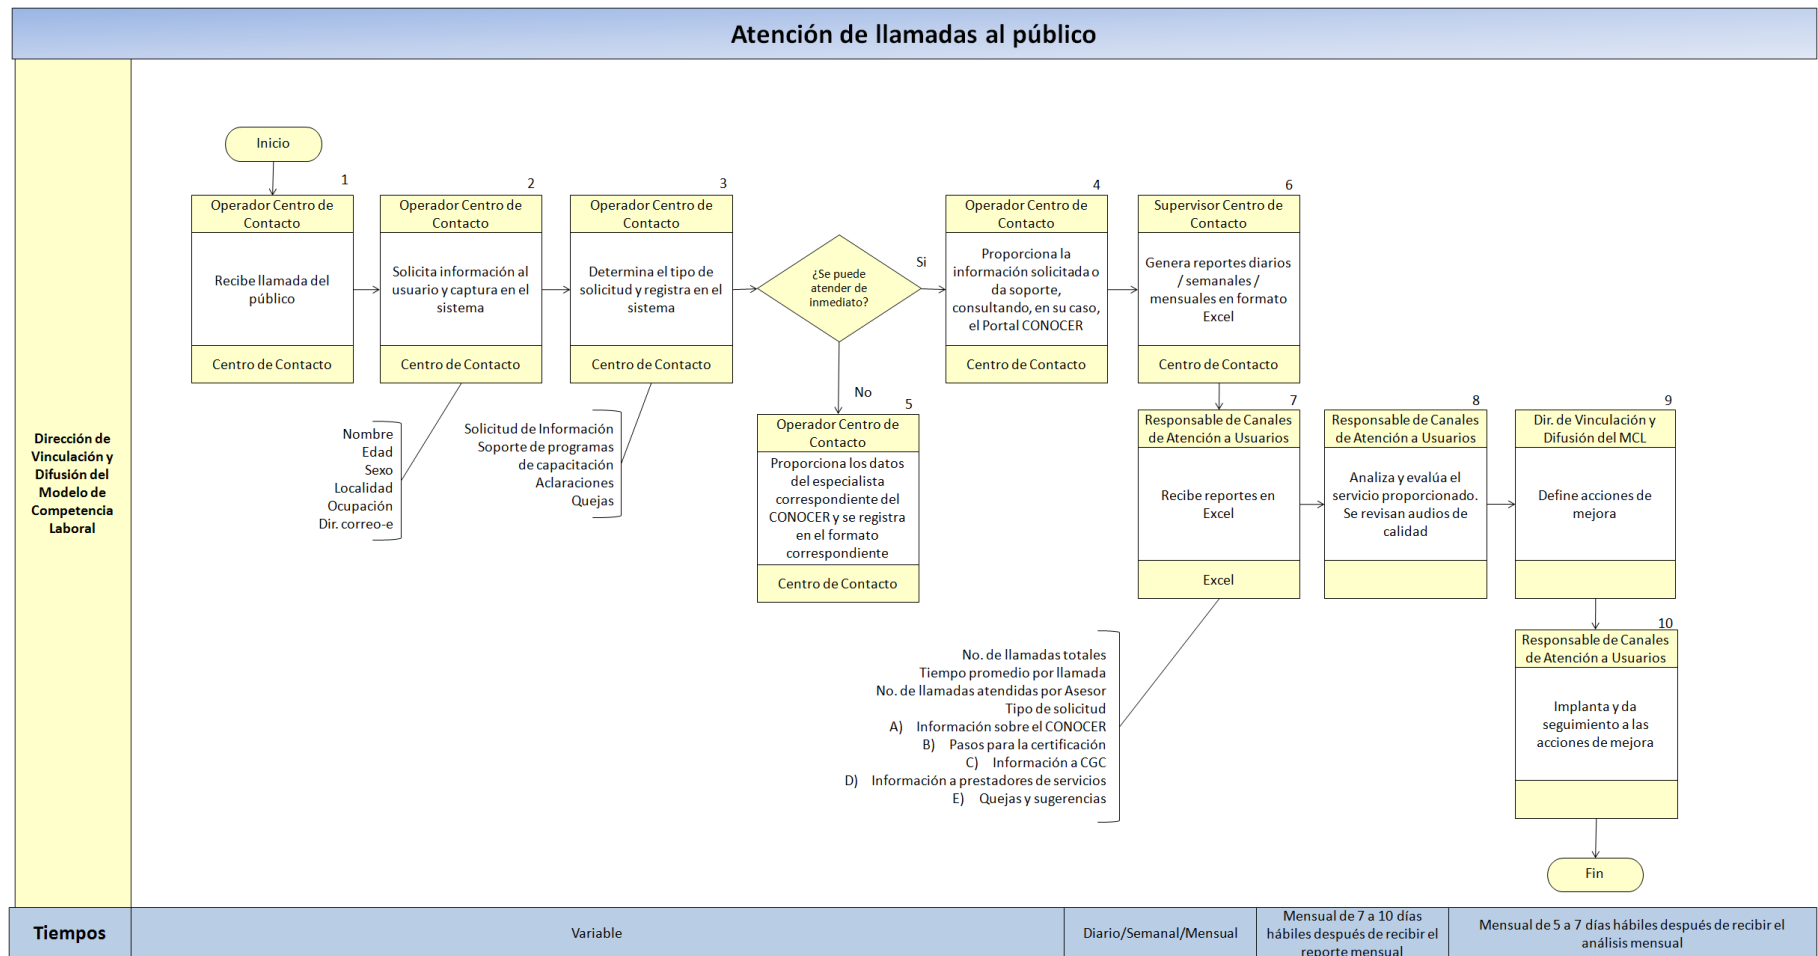 Atención de llamadas al público
Dirección de
Vinculación y
Difusión del
Modelo de
Competencia
Laboral
Inicio
1
Operador Centro de
Contacto
Recibe llamada del
público
Centro de Contacto
2
Operador Centro de
Contacto
Solicita información al
usuario y captura en el
sistema
Centro de Contacto
Nombre
Edad
Sexo
Localidad
Ocupación
Dir. correo-e
3
Operador Centro de
Contacto
Determina el tipo de
solicitud y registra en el
sistema
Centro de Contacto
Solicitud de Información
Soporte de programas
de capacitación
Aclaraciones
Quejas
¿Se puede
atender de
inmediato?
Si
No
4
Operador Centro de
Contacto
Proporciona la
información solicitada o
da soporte,
consultando, en su caso,
el Portal CONOCER
Centro de Contacto
5
Operador Centro de
Contacto
Proporciona los datos
del especialista
correspondiente del
CONOCER y se registra
en el formato
correspondiente
Centro de Contacto
6
Supervisor Centro de
Contacto
Genera reportes diarios
/ semanales /
mensuales en formato
Excel
Centro de Contacto
7
Responsable de Canales
de Atención a Usuarios
Recibe reportes en
Excel
Excel
No. de llamadas totales
Tiempo promedio por llamada
No. de llamadas atendidas por Asesor
Tipo de solicitud
A) Información sobre el CONOCER
B) Pasos para la certificación
C) Información a CGC
D) Información a prestadores de servicios
E) Quejas y sugerencias
8
Responsable de Canales
de Atención a Usuarios
Analiza y evalúa el
servicio proporcionado.
Se revisan audios de
calidad
9
Dir. de Vinculación y
Difusión del MCL
Define acciones de
mejora
10
Responsable de Canales
de Atención a Usuarios
Implanta y da
seguimiento a las
acciones de mejora
Fin
Tiempos
Variable
Diario/Semanal/Mensual
Mensual de 7 a 10 días
hábiles después de recibir el
reporte mensual
Mensual de 5 a 7 días hábiles después de recibir el
análisis mensual